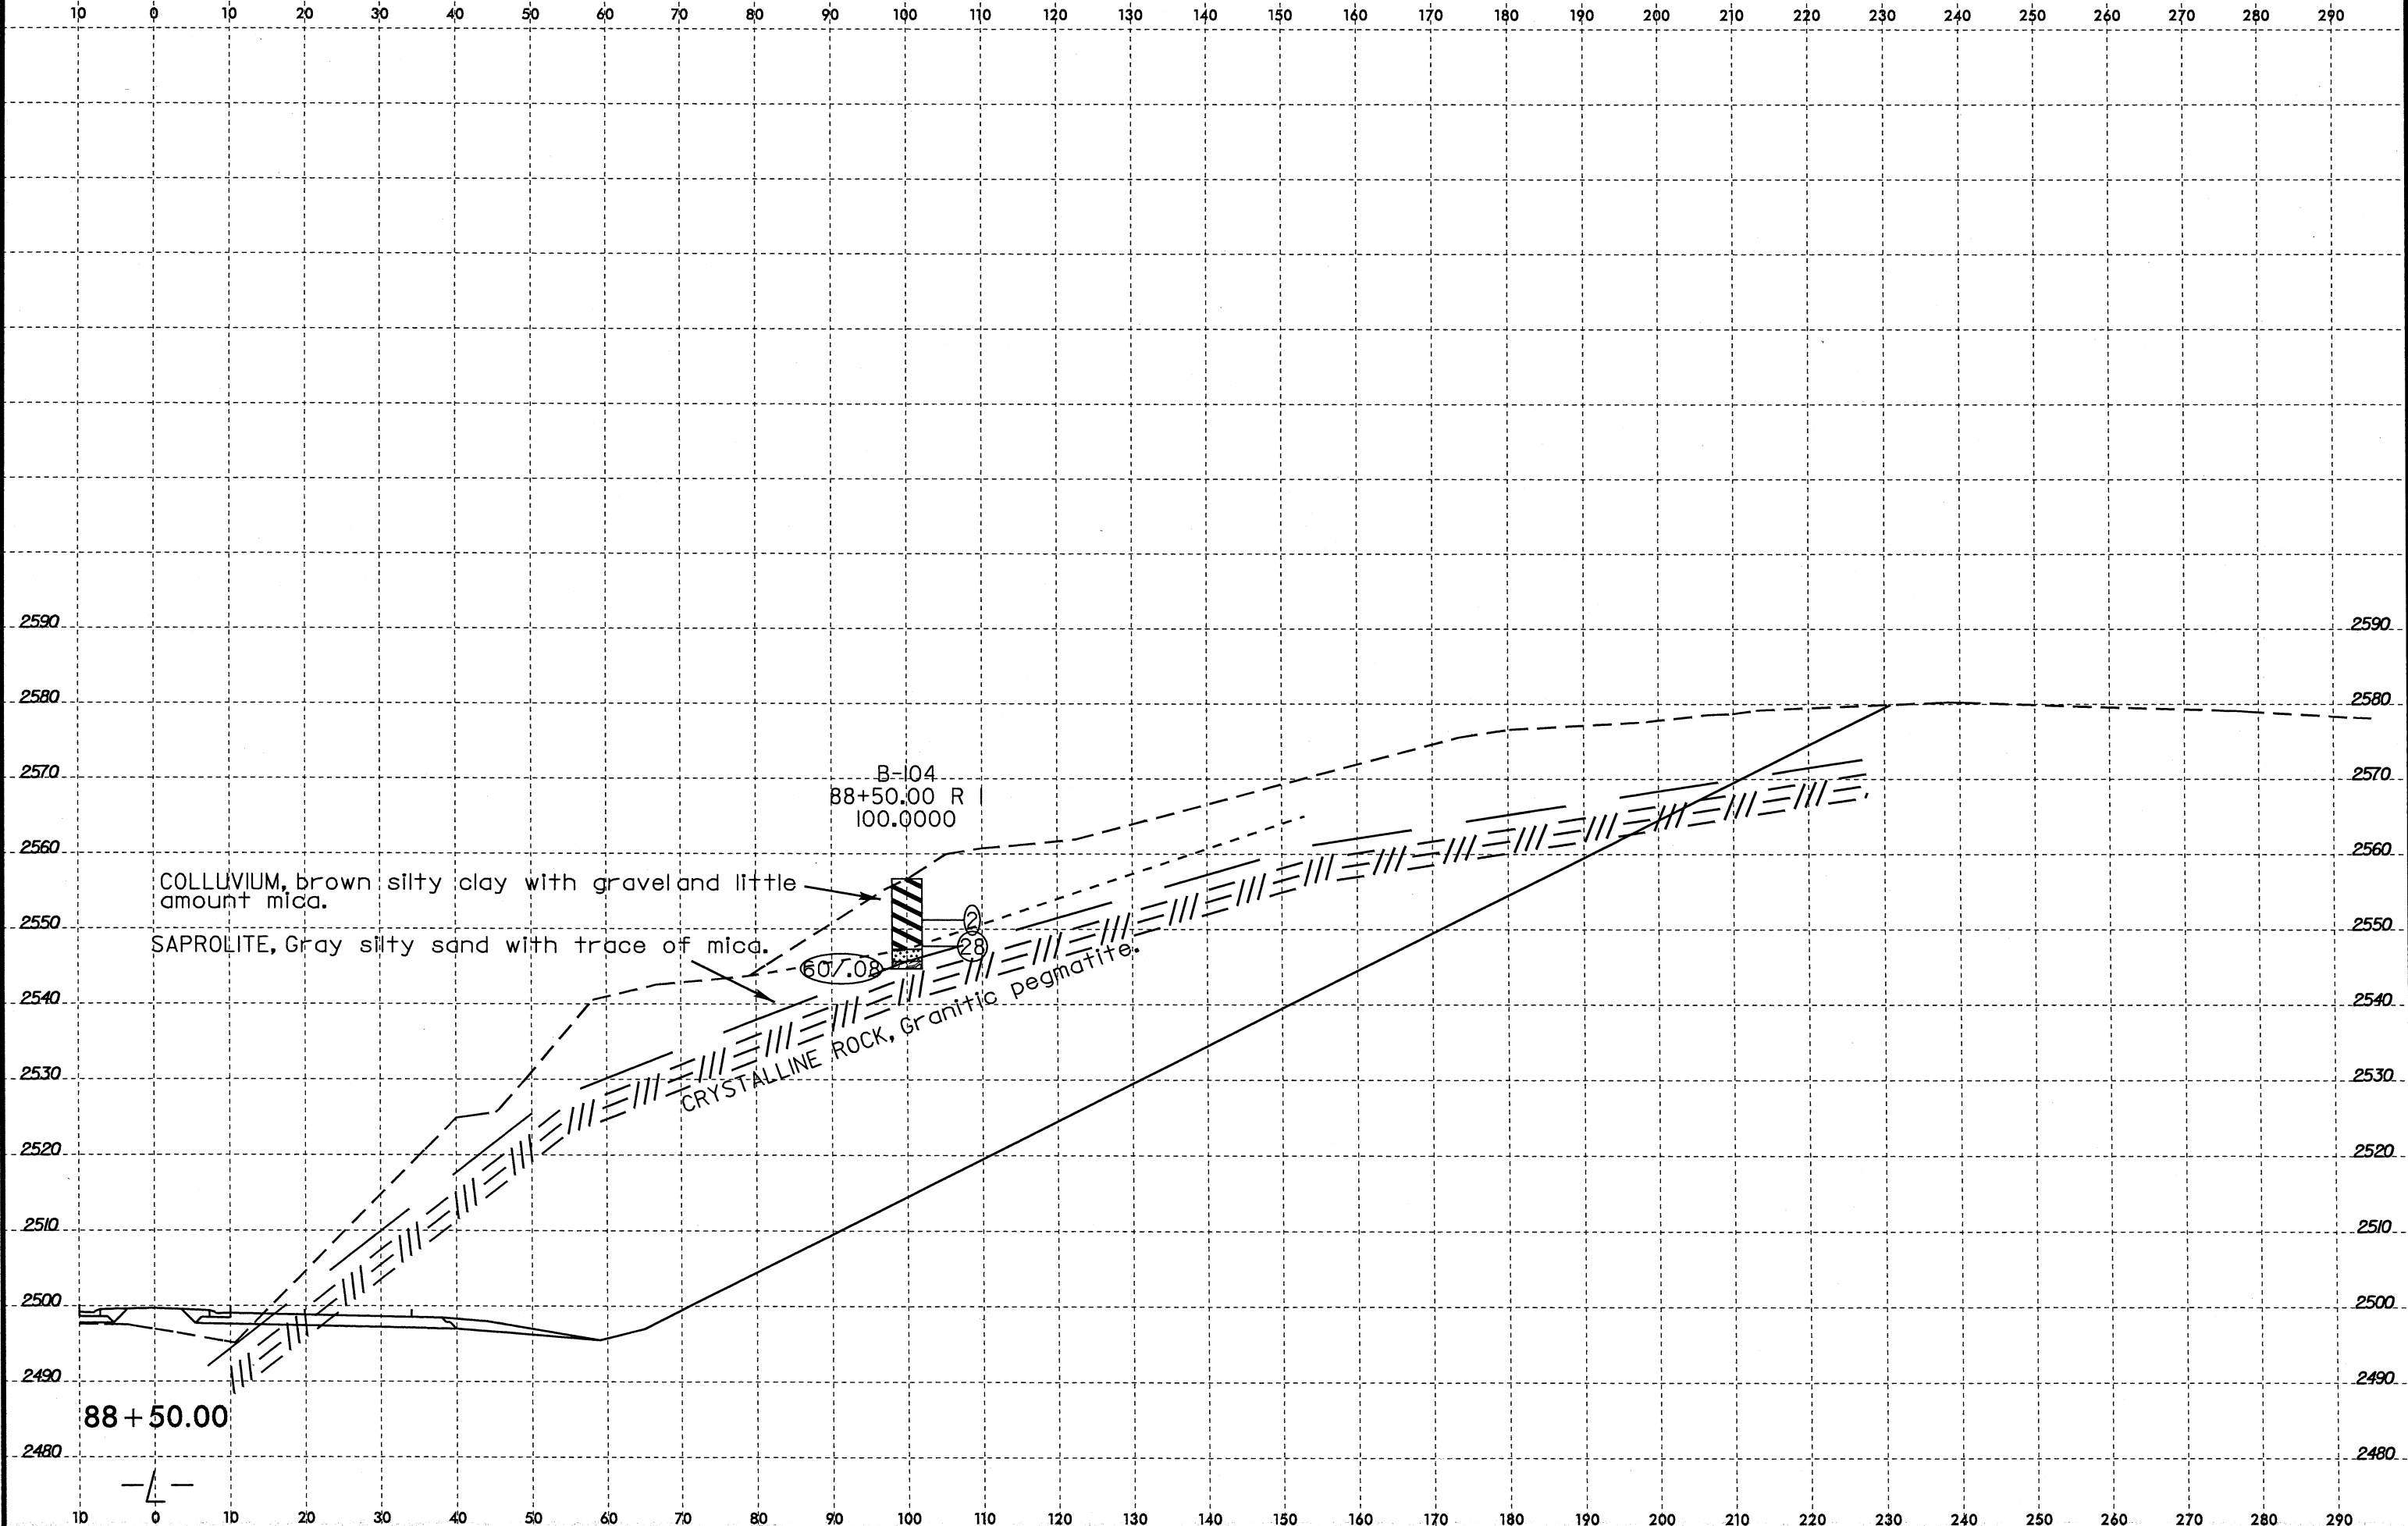 10 0 10 20 30 40 50 60 70 80 90 100 110 120 130 140 150 160 170 180 190 200 210 220 230 240 250 260 270 280 290
2590 2590
2580 2580
2570 2570
B-104
88+50.00 R
100.0000
2560 2560
COLLUVIUM, brown silty clay with gravel and little
amount mica.
2
2550 2550
SAPROLITE, Gray silty sand with trace of mica.
28
60/.08
2540 2540
CRYSTALLINE ROCK, Granitic pegmatite.
2530 2530
2520 2520
2510 2510
2500 2500
2490 2490
88+50.00
2480 2480
-L-
10 0 10 20 30 40 50 60 70 80 90 100 110 120 130 140 150 160 170 180 190 200 210 220 230 240 250 260 270 280 290